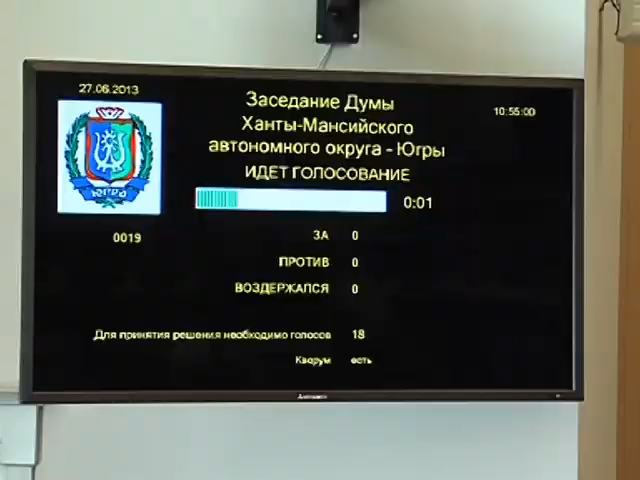 27.06.2013
Заседание Думы
10:55:00
Ханты-Мансийского
автономного округа - Югры
ИДЕТ ГОЛОСОВАНИЕ
ЮГРА
0:01
0019
ЗА 0
ПРОТИВ 0
ВОЗДЕРЖАЛСЯ 0
Для принятия решения необходимо голосов 18
Кворум есть